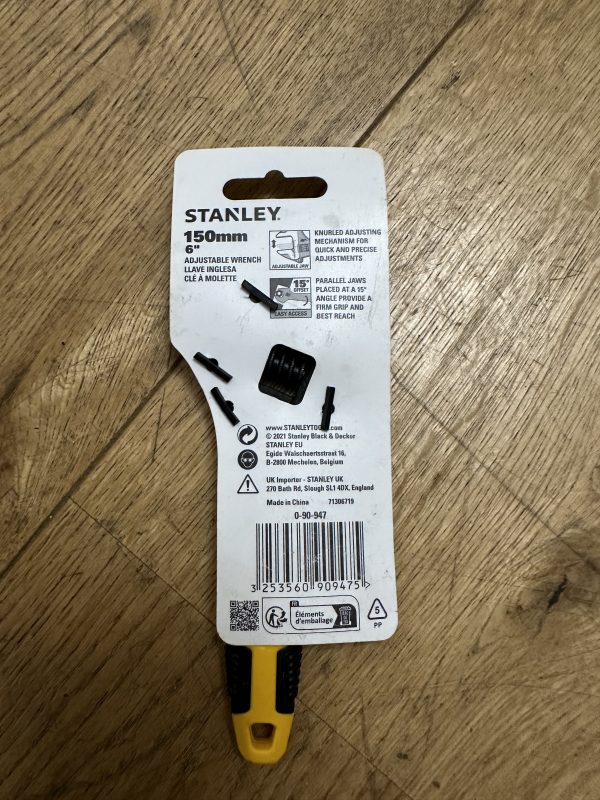 STANLEY
150mm
6"
ADJUSTABLE WRENCH
LLAVE INGLESA
CLÉ À MOLETTE
ADJUSTABLE JAW
KNURLED ADJUSTING
MECHANISM FOR
QUICK AND PRECISE
ADJUSTMENTS
15°
OFFSET
EASY ACCESS
PARALLEL JAWS
PLACED AT A 15°
ANGLE PROVIDE A
FIRM GRIP AND
BEST REACH
© 2021 Stanley Black & Decker
STANLEY EU
Egide Walschaertsstraat 16,
B-2800 Mechelen, Belgium
UK Importer - STANLEY UK
270 Bath Rd, Slough SL1 4DX, England
Made in China 71306719
0-90-947
3 253560 909475 >
FR
Éléments
d'emballage
5
PP